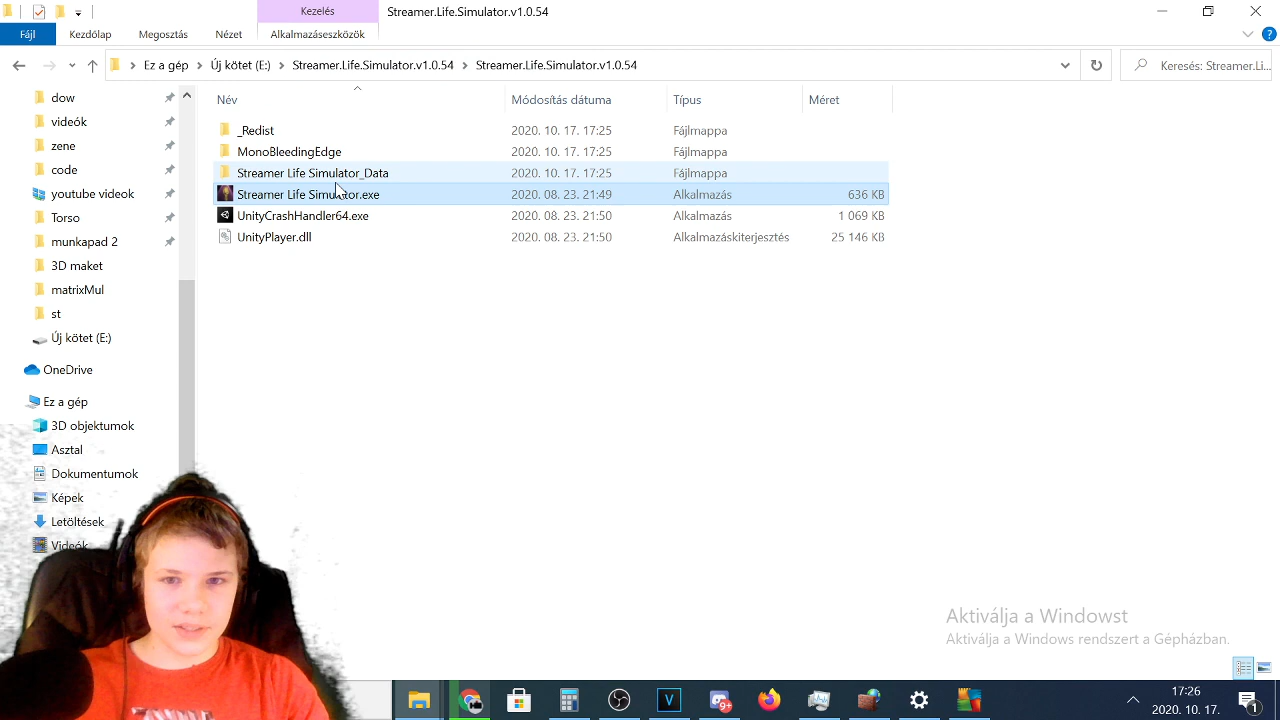 Kezelés
Streamer.Life.Simulator.v1.0.54
Fájl
Kezdőlap
Megosztás
Nézet
Alkalmazáseszközök
Ez a gép
Új kötet (E:)
Streamer.Life.Simulator.v1.0.54
Streamer.Life.Simulator.v1.0.54
Keresés: Streamer.Li...
dow
videók
zene
code
youtube videok
Torso
munkapad 2
3D maket
matrixMul
st
Új kötet (E:)
OneDrive
Ez a gép
3D objektumok
Asztal
Dokumentumok
Képek
Letöltések
Videók
Név Módosítás dátuma Típus Méret
_Redist 2020. 10. 17. 17:25 Fájlmappa
MonoBleedingEdge 2020. 10. 17. 17:25 Fájlmappa
Streamer Life Simulator_Data 2020. 10. 17. 17:25 Fájlmappa
Streamer Life Simulator.exe 2020. 08. 23. 21:49 Alkalmazás 636 KB
UnityCrashHandler64.exe 2020. 08. 23. 21:50 Alkalmazás 1 069 KB
UnityPlayer.dll 2020. 08. 23. 21:50 Alkalmazáskiterjesztés 25 146 KB
Aktiválja a Windowst
Aktiválja a Windows rendszert a Gépházban.
V
9+
17:26
2020. 10. 17.
1